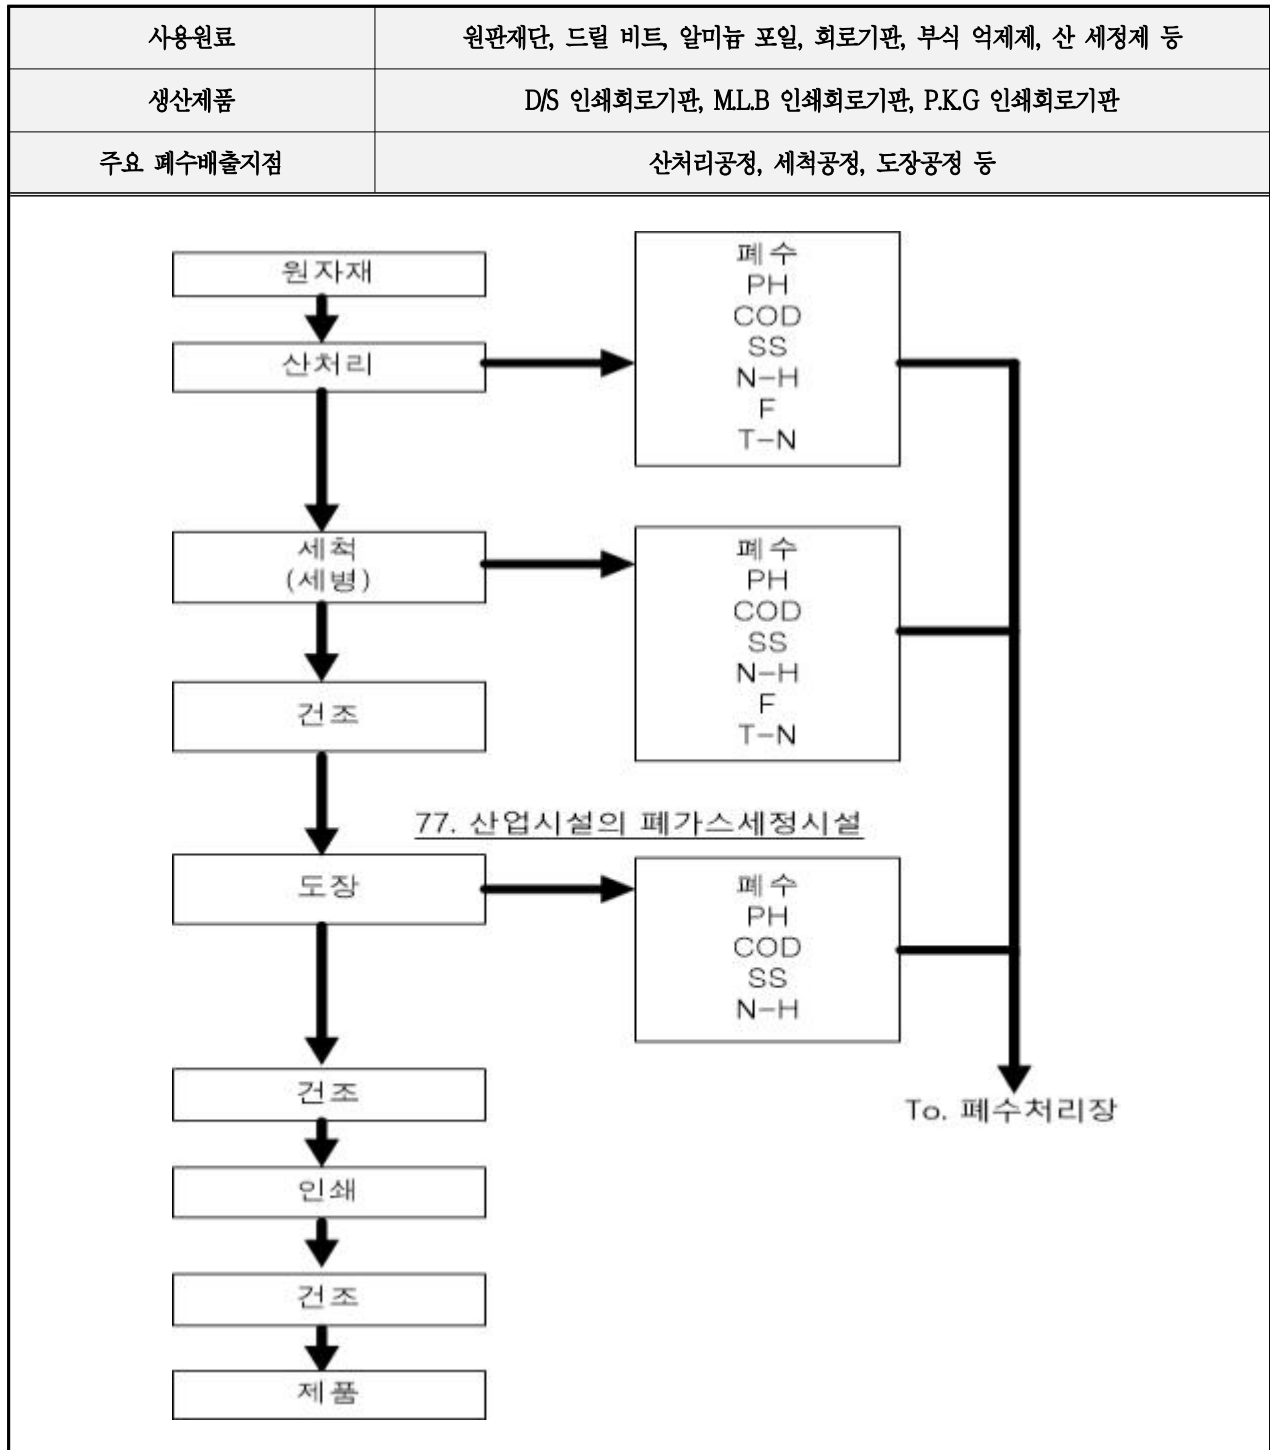 사용원료 원판재단, 드릴 비트, 알미늄 포일, 회로기판, 부식 억제제, 산 세정제 등
생산제품 D/S 인쇄회로기판, M.L.B 인쇄회로기판, P.K.G 인쇄회로기판
주요 폐수배출지점 산처리공정, 세척공정, 도장공정 등
원자재
산처리
폐수
PH
COD
SS
N-H
F
T-N
세척
(세병)
폐수
PH
COD
SS
N-H
F
T-N
건조
77. 산업시설의 폐가스세정시설
도장
폐수
PH
COD
SS
N-H
건조
To. 폐수처리장
인쇄
건조
제품